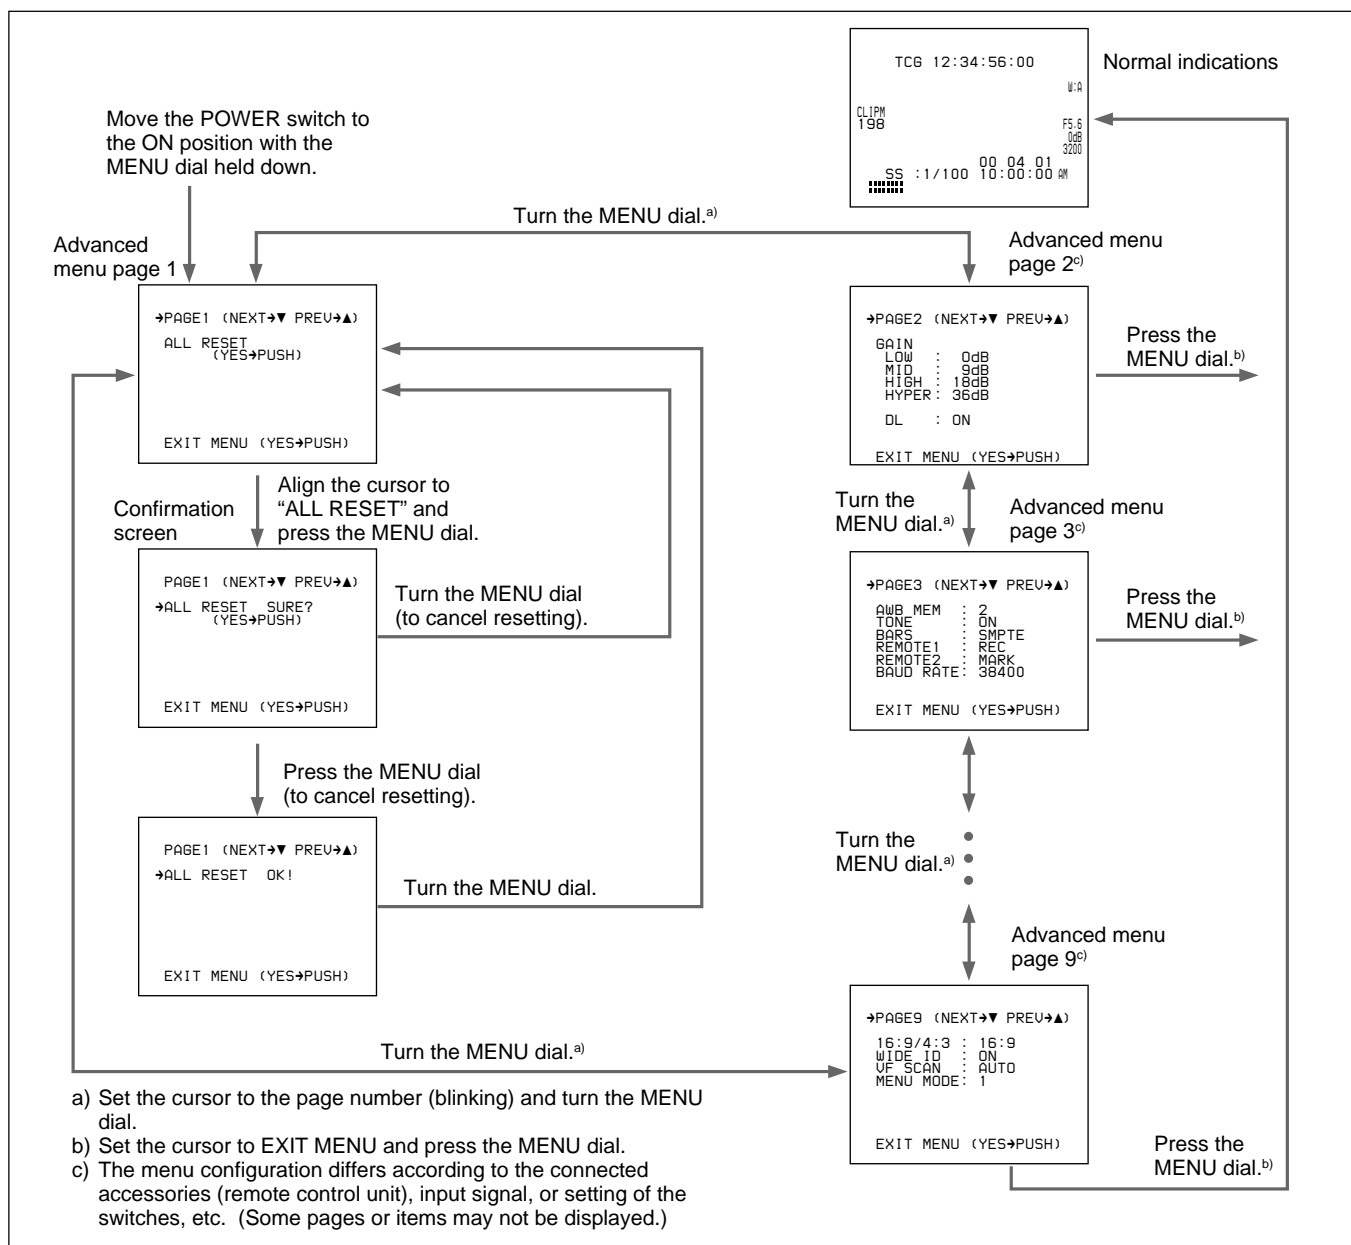 TCG 12:34:56:00
Normal indications
W:A
CLIPM
198
F5.6
0dB
3200
00 04 01
SS :1/100 10:00:00 AM
Move the POWER switch to
the ON position with the
MENU dial held down.
Turn the MENU dial.a)
Advanced
menu page 1
➔PAGE1 (NEXT➔▼ PREV➔▲)
ALL RESET
(YES➔PUSH)
EXIT MENU (YES➔PUSH)
Align the cursor to
“ALL RESET” and
press the MENU dial.
Confirmation
screen
PAGE1 (NEXT➔▼ PREV➔▲)
➔ALL RESET SURE?
(YES➔PUSH)
EXIT MENU (YES➔PUSH)
Turn the MENU dial
(to cancel resetting).
Press the MENU dial
(to cancel resetting).
PAGE1 (NEXT➔▼ PREV➔▲)
➔ALL RESET OK!
EXIT MENU (YES➔PUSH)
Turn the MENU dial.
Advanced menu
page 2c)
➔PAGE2 (NEXT➔▼ PREV➔▲)
GAIN
LOW : 0dB
MID : 9dB
HIGH : 18dB
HYPER: 36dB
DL : ON
EXIT MENU (YES➔PUSH)
Press the
MENU dial.b)
Turn the
MENU dial.a)
Advanced menu
page 3c)
➔PAGE3 (NEXT➔▼ PREV➔▲)
AWB MEM : 2
TONE : ON
BARS : SMPTE
REMOTE1 : REC
REMOTE2 : MARK
BAUD RATE: 38400
EXIT MENU (YES➔PUSH)
Press the
MENU dial.b)
Turn the
MENU dial.a)
Advanced menu
page 9c)
➔PAGE9 (NEXT➔▼ PREV➔▲)
16:9/4:3 : 16:9
WIDE ID : ON
VF SCAN : AUTO
MENU MODE: 1
EXIT MENU (YES➔PUSH)
Press the
MENU dial.b)
Turn the MENU dial.a)
a) Set the cursor to the page number (blinking) and turn the MENU
dial.
b) Set the cursor to EXIT MENU and press the MENU dial.
c) The menu configuration differs according to the connected
accessories (remote control unit), input signal, or setting of the
switches, etc. (Some pages or items may not be displayed.)